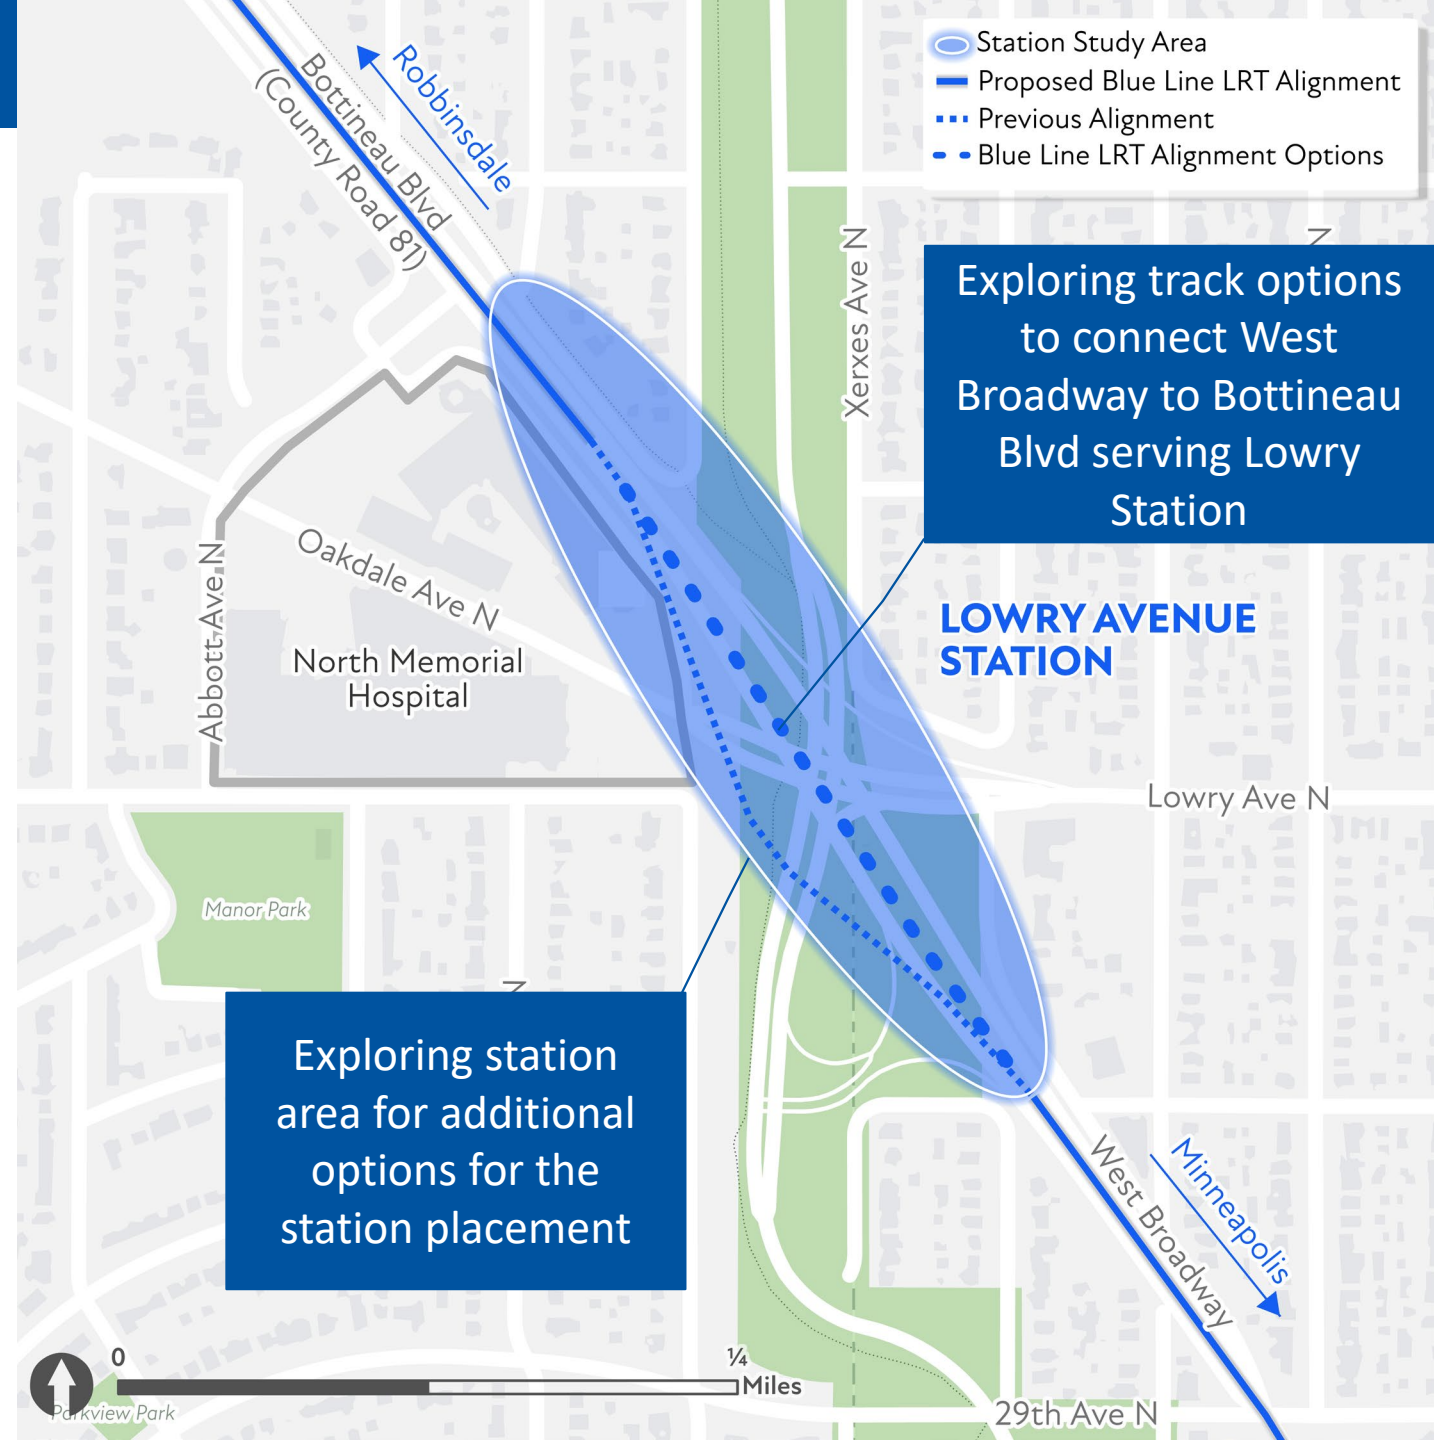 Station Study Area
Proposed Blue Line LRT Alignment
Previous Alignment
Blue Line LRT Alignment Options
Robbinsdale
Bottineau Blvd
(County Road 81)
Xerxes Ave N
N
Exploring track options
to connect West
Broadway to Bottineau
Blvd serving Lowry
Station
LOWRY AVENUE
STATION
Oakdale Ave N
Abbott Ave N
North Memorial
Hospital
Lowry Ave N
Manor Park
N
Exploring station
area for additional
options for the
station placement
West Broadway
Minneapolis
0
¼
Miles
Parkview Park
29th Ave N